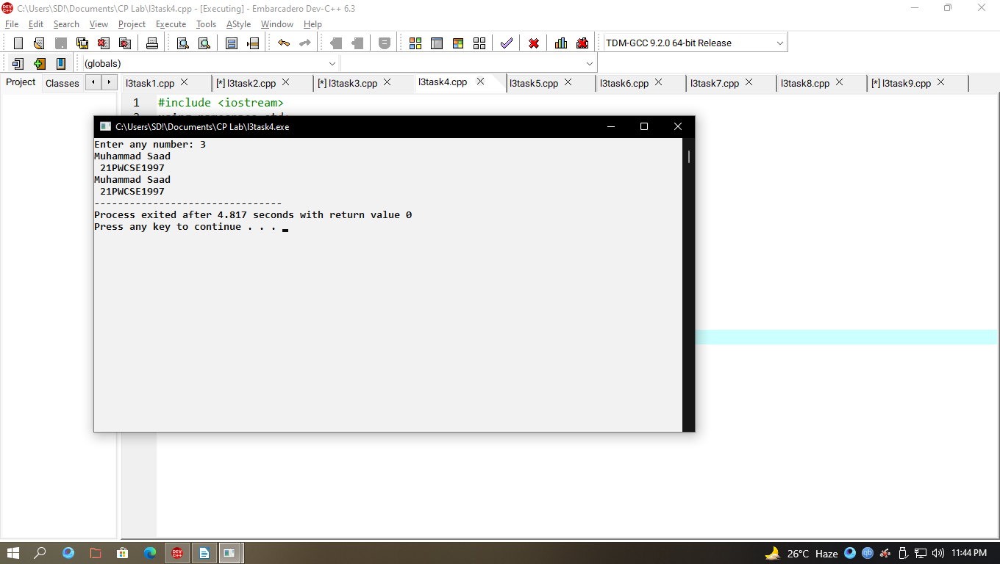 C:\Users\SD!\Documents\CP Lab\l3task4.cpp - [Executing] - Embarcadero Dev-C++ 6.3
File Edit Search View Project Execute Tools AStyle Window Help
TDM-GCC 9.2.0 64-bit Release
(globals)
Project Classes l3task1.cpp [*] l3task2.cpp [*] l3task3.cpp l3task4.cpp l3task5.cpp l3task6.cpp l3task7.cpp l3task8.cpp [*] l3task9.cpp
1 #include <iostream>
C:\Users\SD!\Documents\CP Lab\l3task4.exe
Enter any number: 3
Muhammad Saad
21PWCSE1997
Muhammad Saad
21PWCSE1997
--------------------------------
Process exited after 4.817 seconds with return value 0
Press any key to continue . . .
DEV C++ 26°C Haze qb 11:44 PM